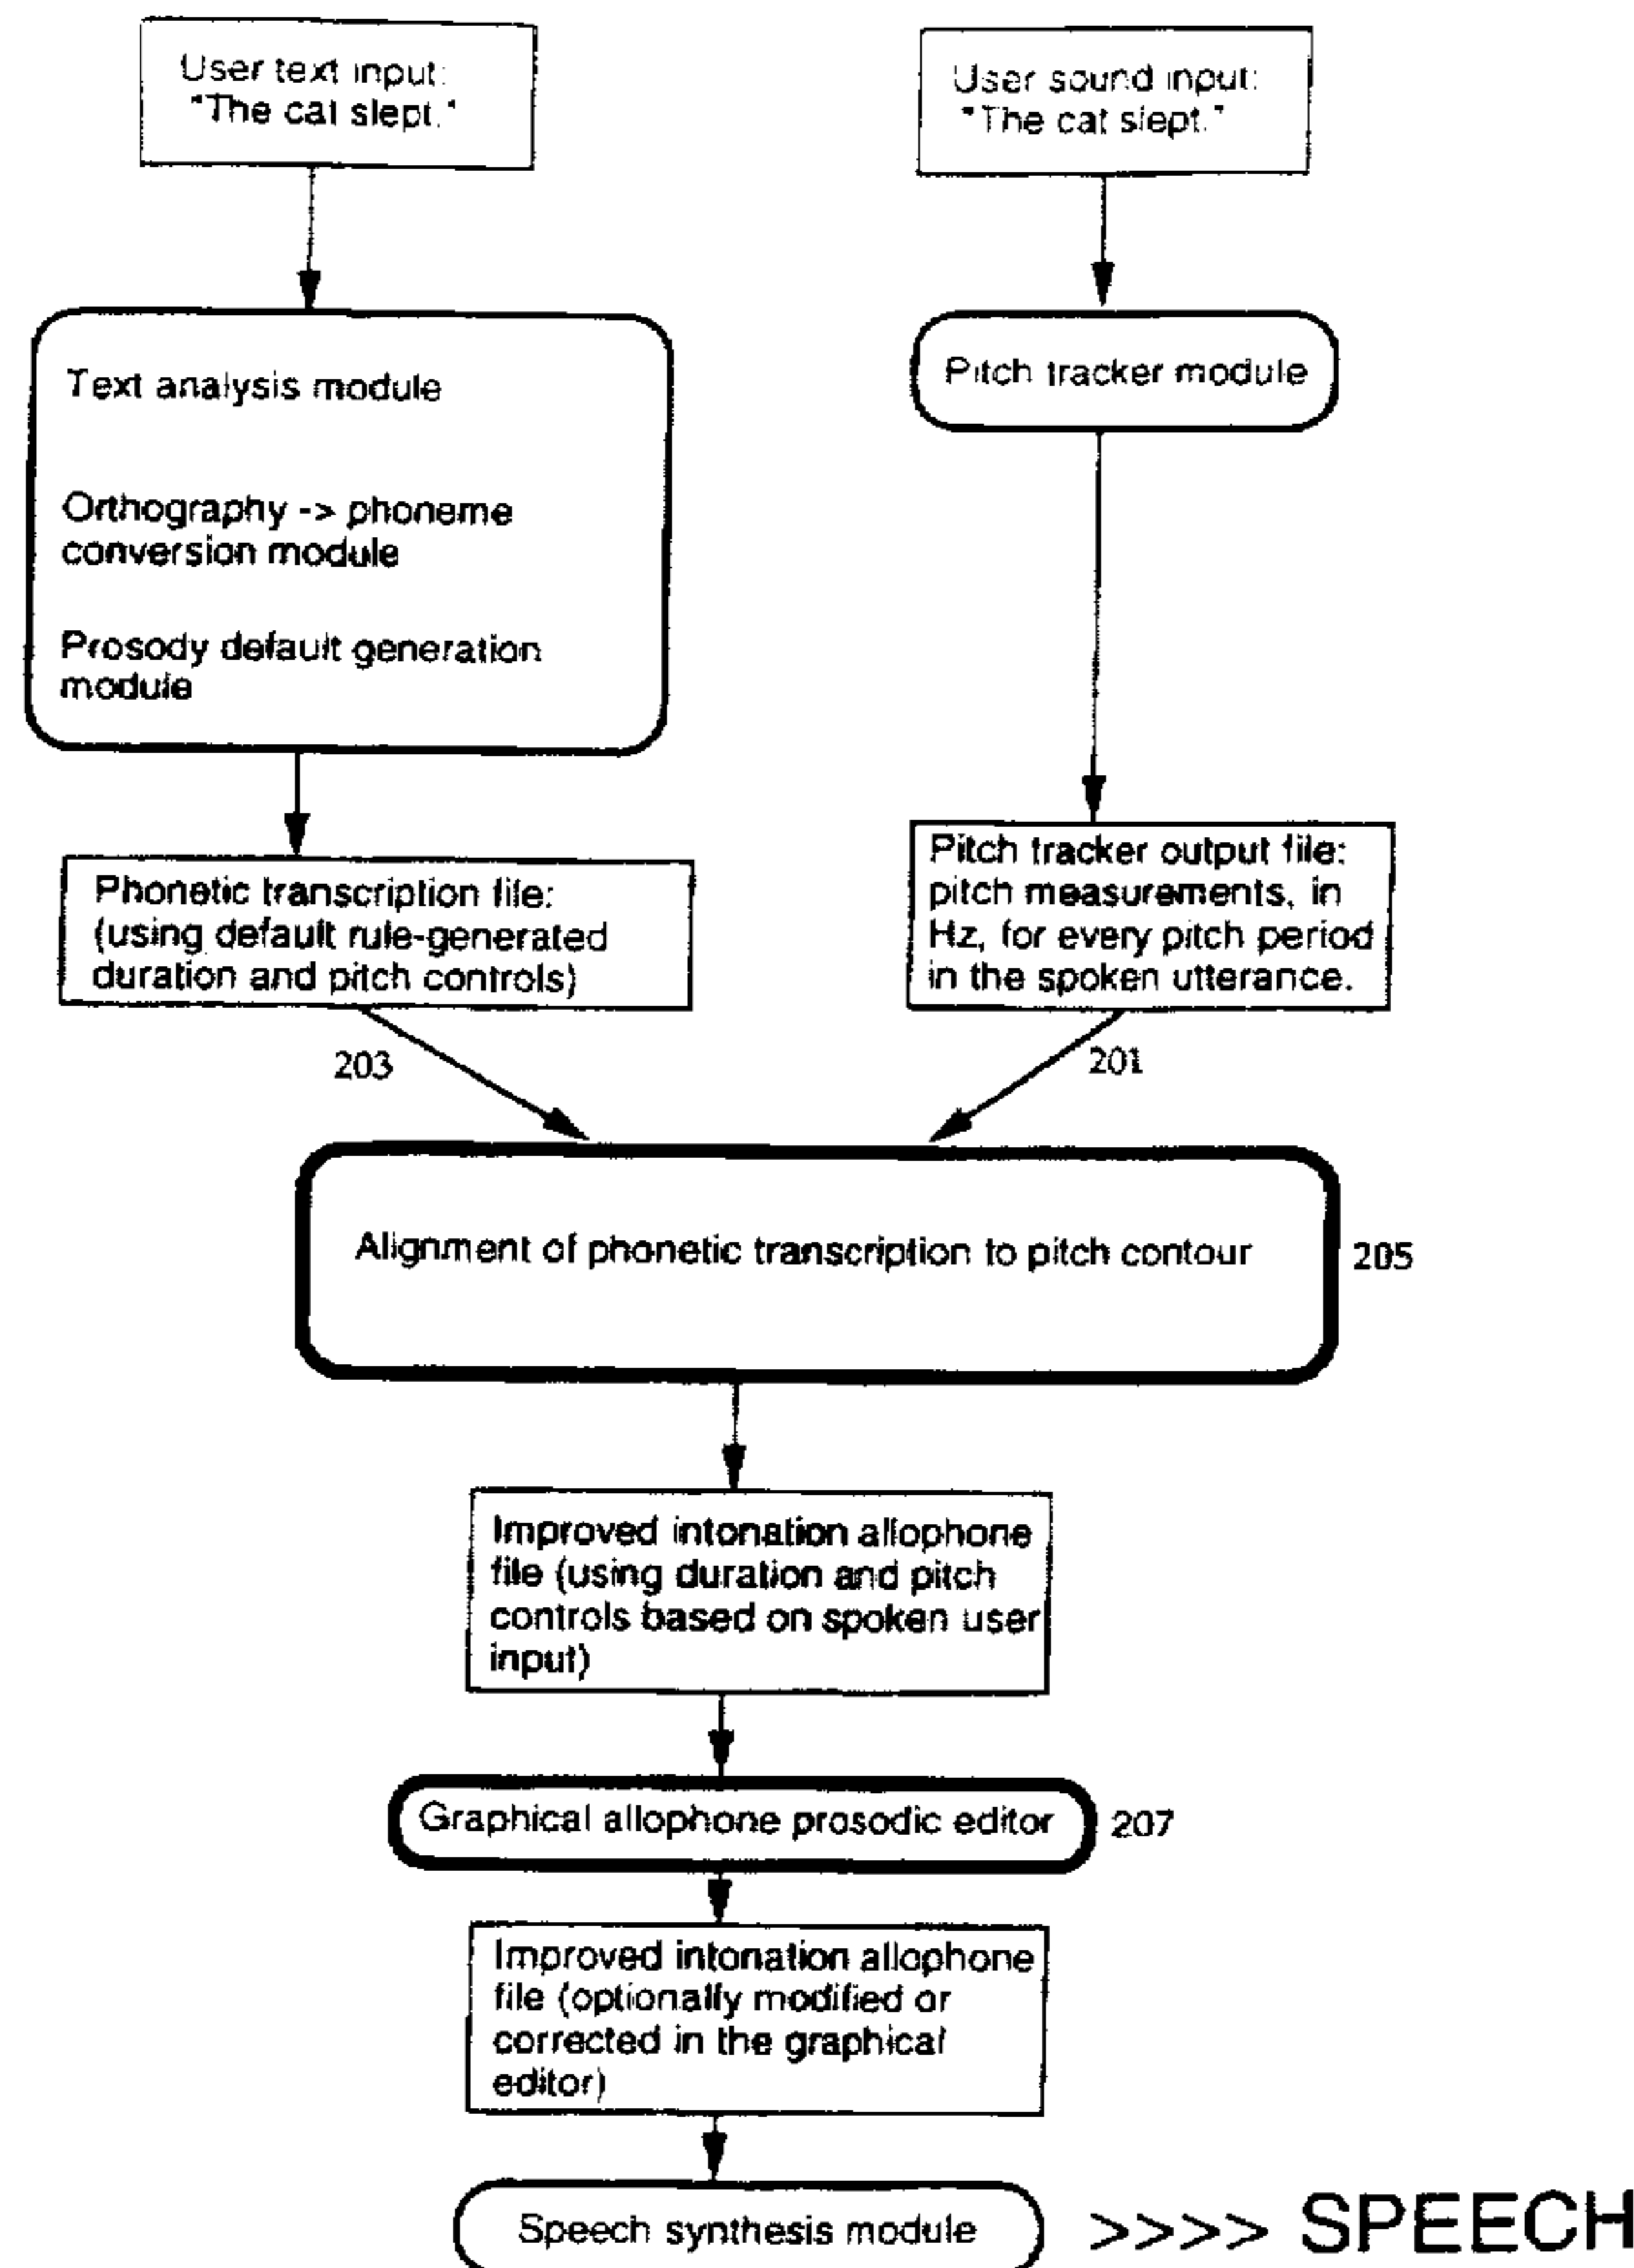 User text input:
"The cat slept."
User sound input:
"The cat slept."
Text analysis module
Orthography -> phoneme
conversion module
Prosody default generation
module
Pitch tracker module
Phonetic transcription file:
(using default rule-generated
duration and pitch controls)
Pitch tracker output file:
pitch measurements, in
Hz, for every pitch period
in the spoken utterance.
203
201
Alignment of phonetic transcription to pitch contour
205
Improved intonation allophone
file (using duration and pitch
controls based on spoken user
input)
Graphical allophone prosodic editor
207
Improved intonation allophone
file (optionally modified or
corrected in the graphical
editor)
Speech synthesis module
>>>> SPEECH